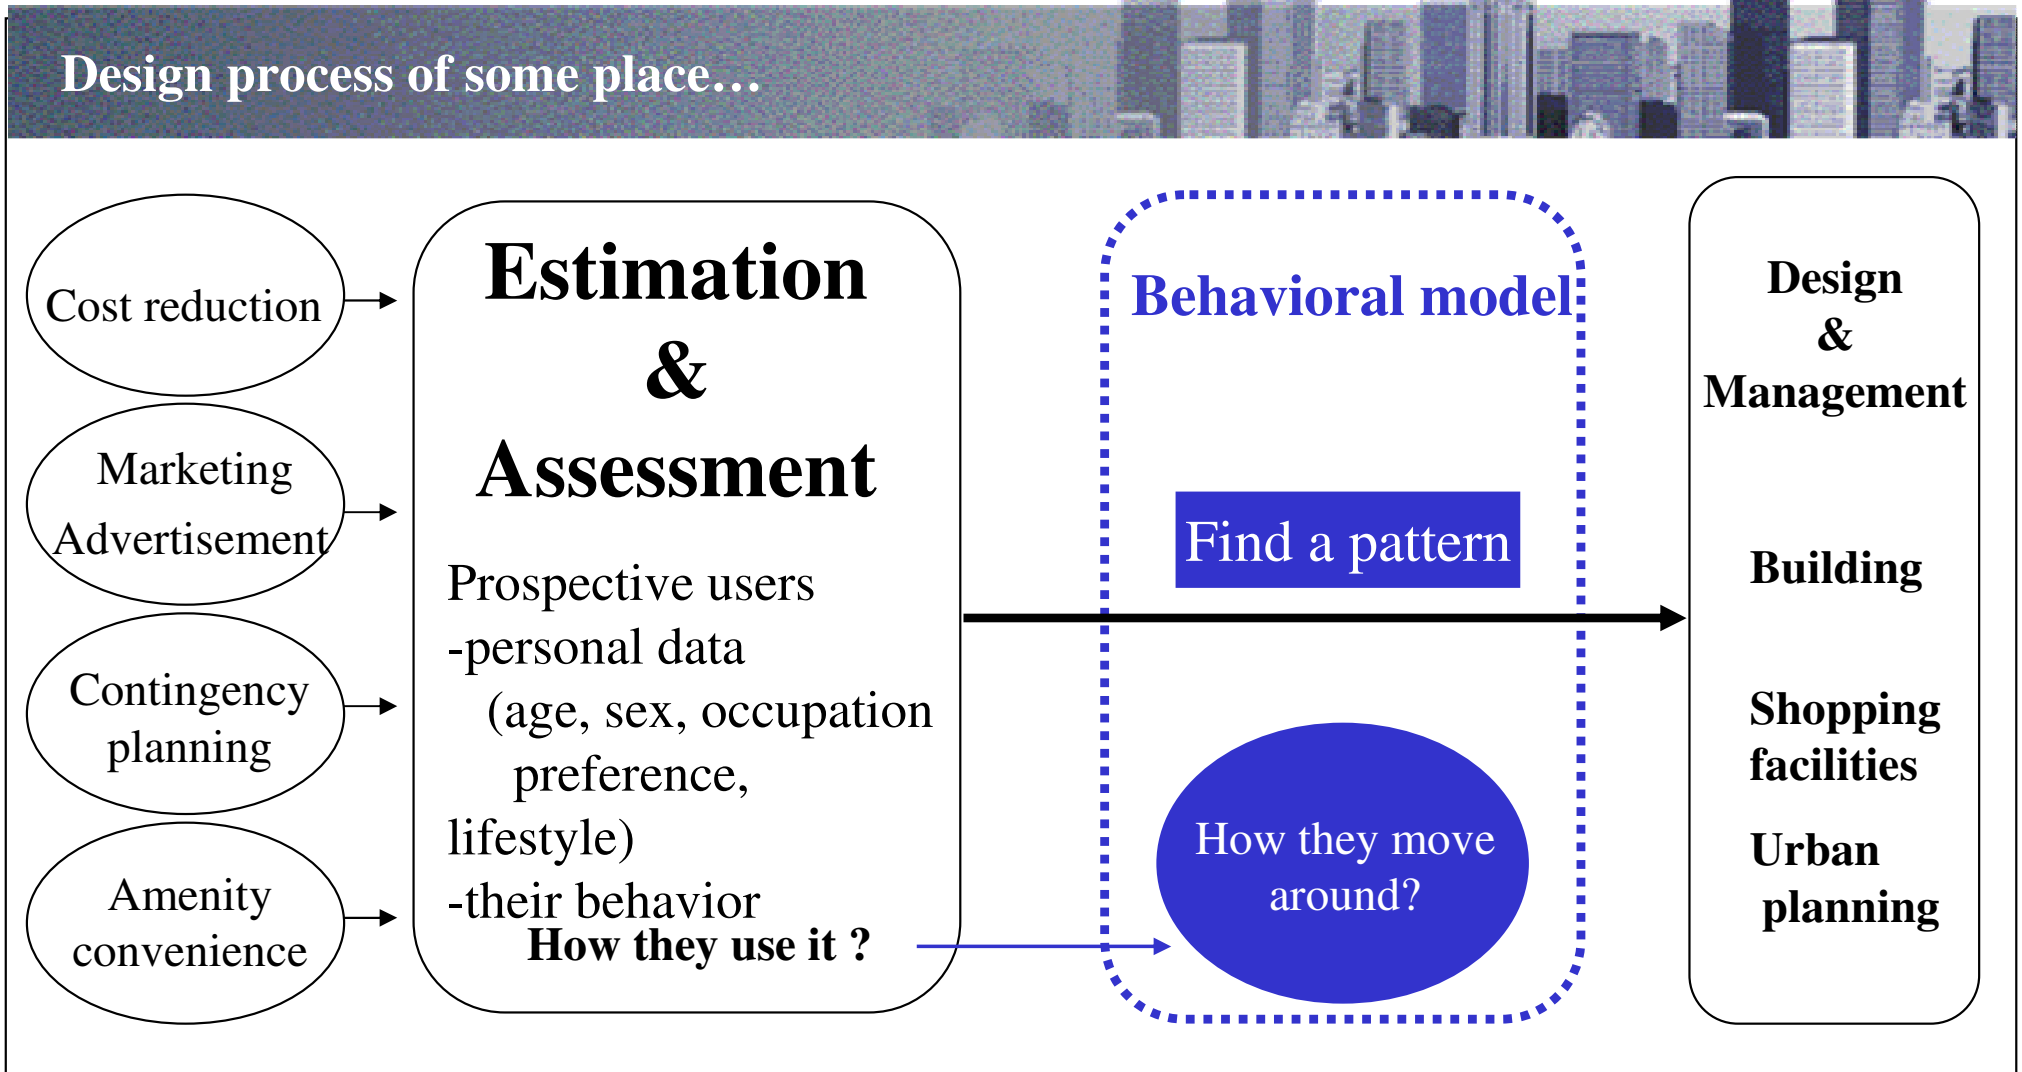 Design process of some place…
Cost reduction
Marketing
Advertisement
Contingency
planning
Amenity
convenience
Estimation
&
Assessment
Prospective users
-personal data
(age, sex, occupation
preference,
lifestyle)
-their behavior
How they use it ?
Behavioral model
Find a pattern
How they move
around?
Design
&
Management
Building
Shopping
facilities
Urban
planning